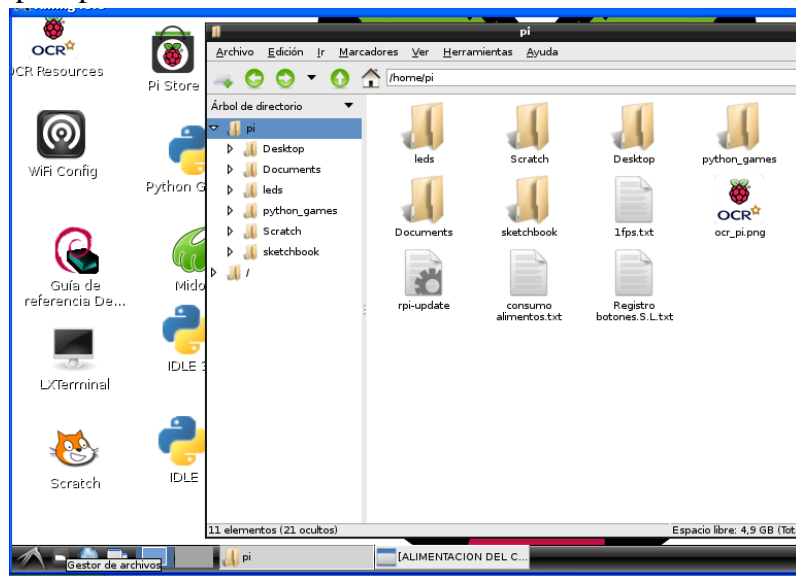 pi
Archivo Edición Ir Marcadores Ver Herramientas Ayuda
/home/pi
Árbol de directorio
pi
Desktop
Documents
leds
python_games
Scratch
sketchbook
/
leds
Scratch
Desktop
python_games
Documents
sketchbook
1fps.txt
OCR
ocr_pi.png
rpi-update
consumo
alimentos.txt
Registro
botones.S.L.txt
11 elementos (21 ocultos)
Espacio libre: 4,9 GB (Tot
OCR
OCR Resources
Pi Store
WiFi Config
Python G
Guía de
referencia De...
Mido
LXTerminal
IDLE 3
Scratch
IDLE
Gestor de archivos
pi
[ALIMENTACION DEL C...